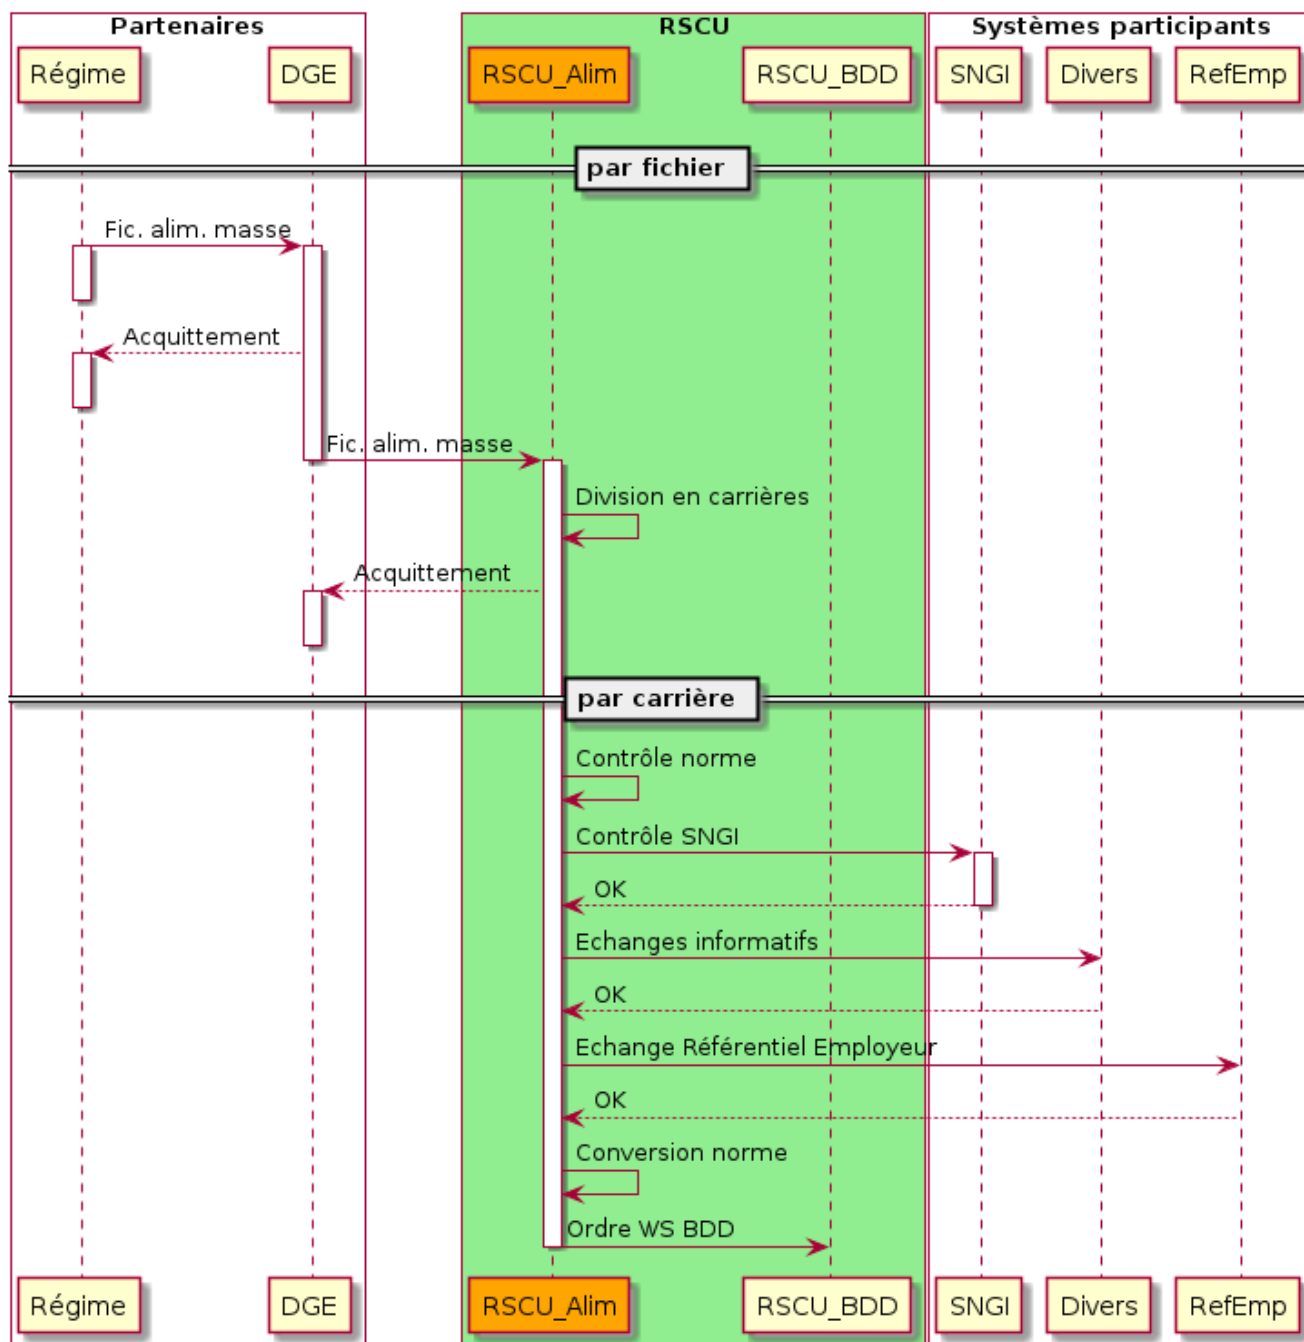 Partenaires RSCU Systèmes participants
Régime DGE RSCU_Alim RSCU_BDD SNGI Divers RefEmp
par fichier
Fic. alim. masse
Acquittement
Fic. alim. masse
Division en carrières
Acquittement
par carrière
Contrôle norme
Contrôle SNGI
OK
Echanges informatifs
OK
Echange Référentiel Employeur
OK
Conversion norme
Ordre WS BDD
Régime DGE RSCU_Alim RSCU_BDD SNGI Divers RefEmp